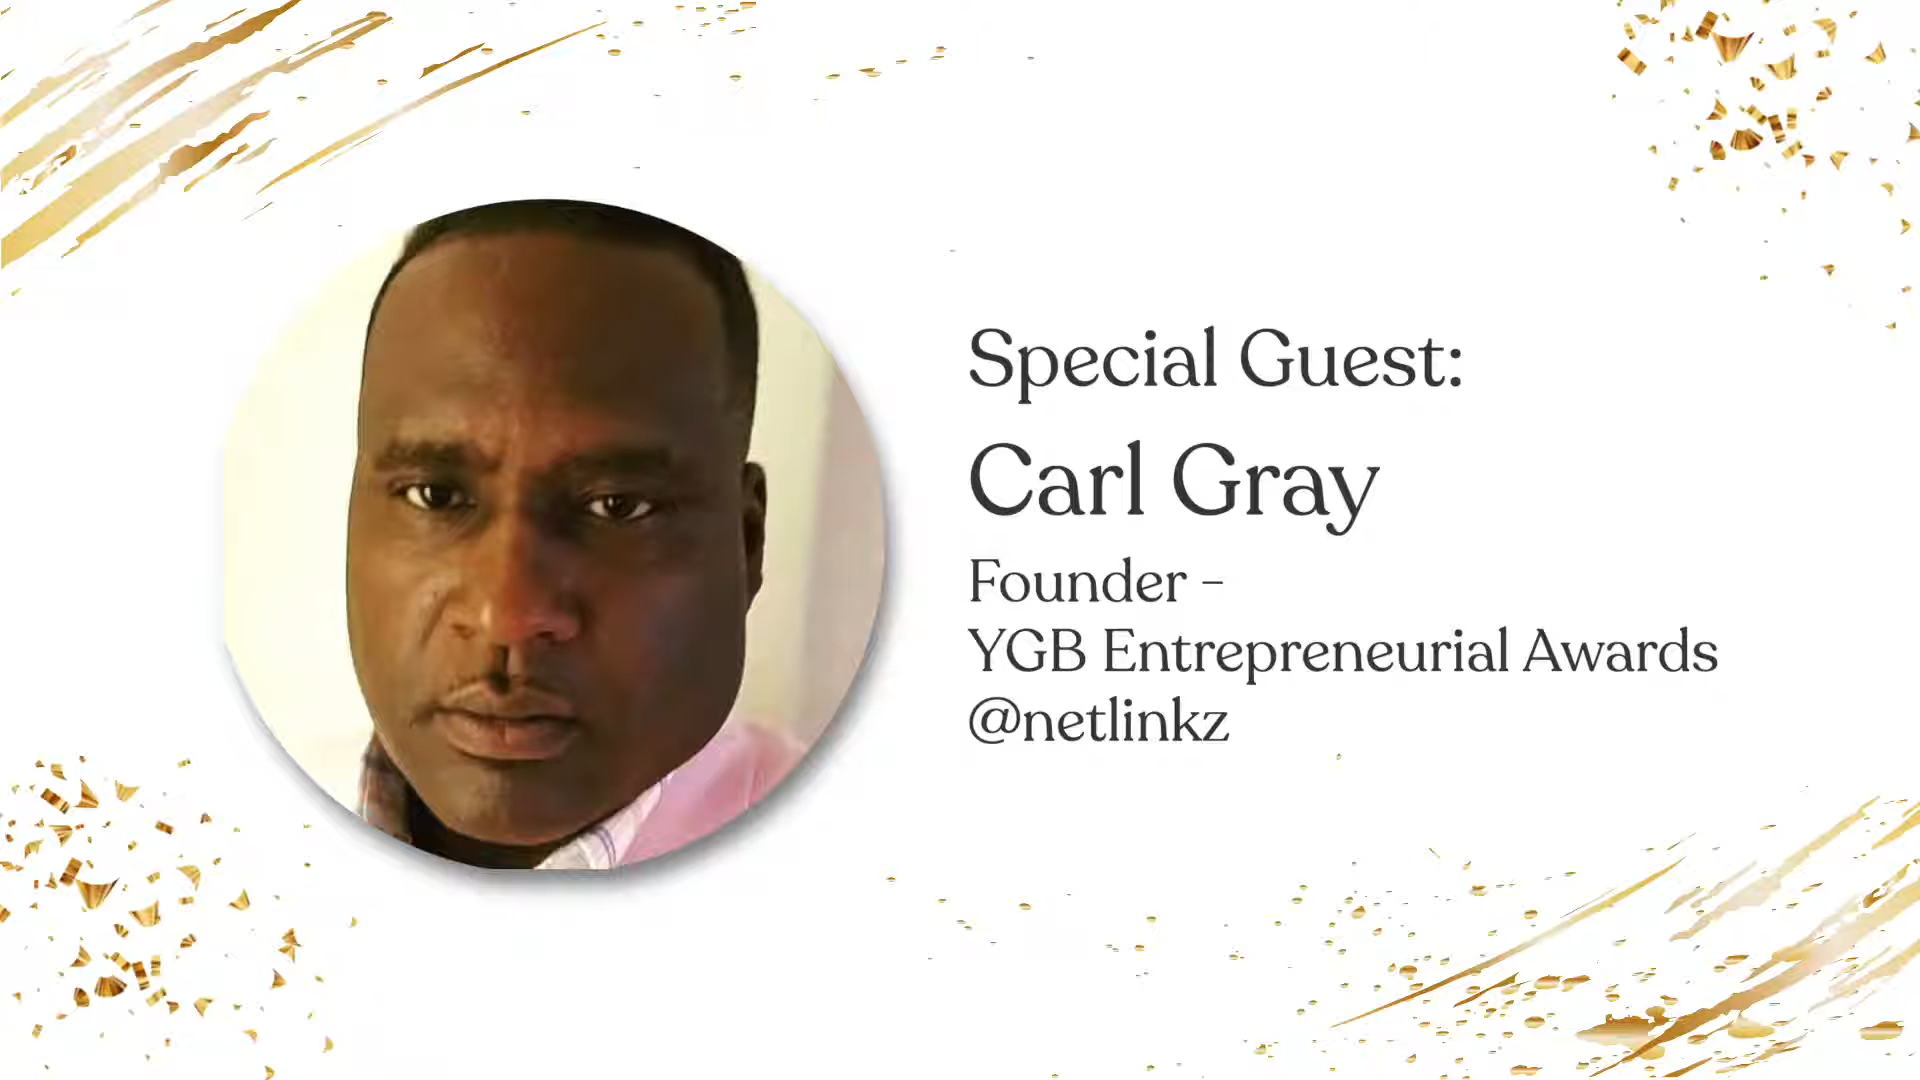 Special Guest:
Carl Gray
Founder -
YGB Entrepreneurial Awards
@netlinkz